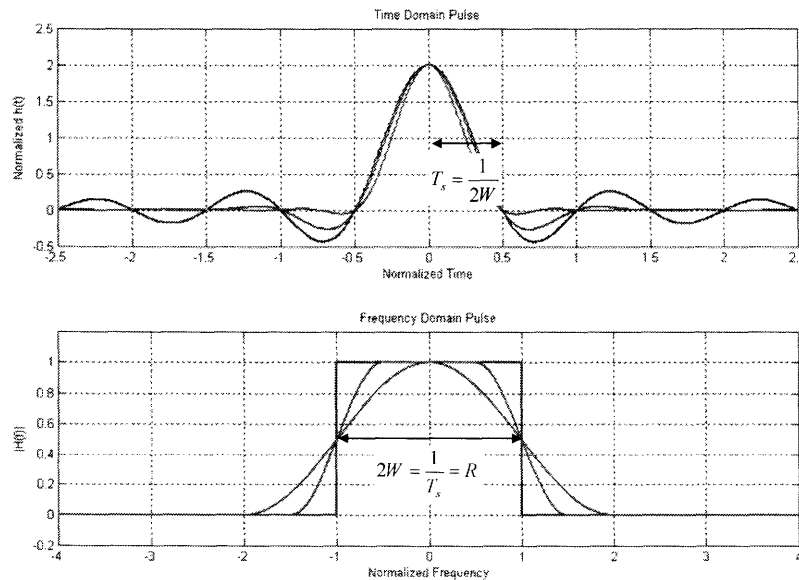 Time Domain Pulse
2.5
2
1.5
1
0.5
0
-0.5
Normalized h(t)
T_s = 1/2W
-2.5 -2 -1.5 -1 -0.5 0 0.5 1 1.5 2 2.5
Normalized Time
Frequency Domain Pulse
1
0.8
0.6
0.4
0.2
0
-0.2
|H(f)|
2W = 1/T_s = R
-4 -3 -2 -1 0 1 2 3 4
Normalized Frequency